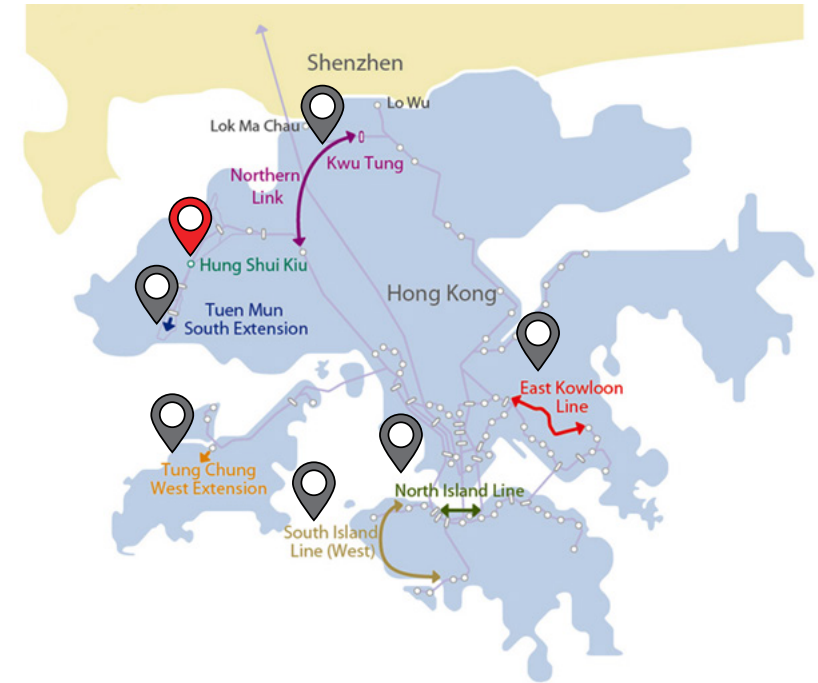 Shenzhen
Lo Wu
Lok Ma Chau
Kwu Tung
Northern
Link
Hung Shui Kiu
Hong Kong
Tuen Mun
South Extension
East Kowloon
Line
Tung Chung
West Extension
North Island Line
South Island
Line (West)